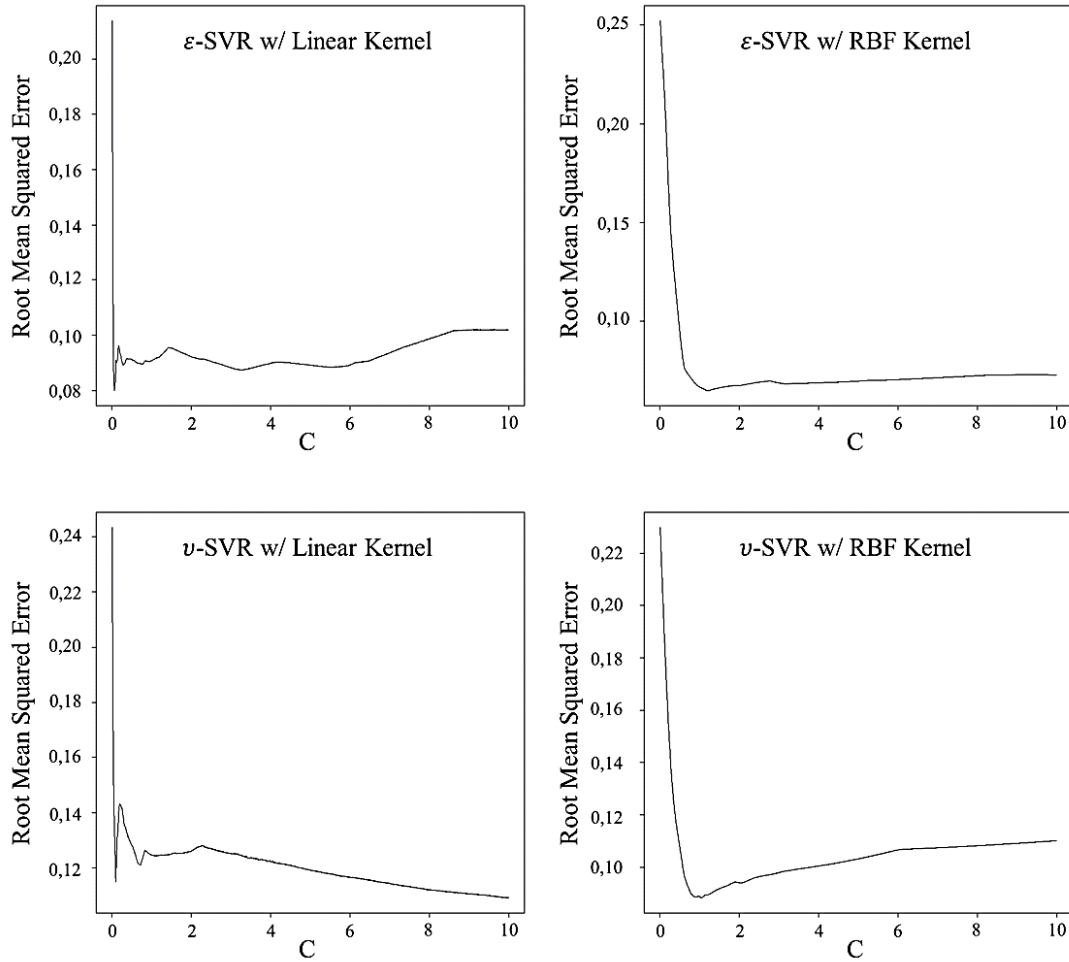 ε-SVR w/ Linear Kernel
Root Mean Squared Error
0,20
0,18
0,16
0,14
0,12
0,10
0,08
0 2 4 6 8 10
C
ε-SVR w/ RBF Kernel
Root Mean Squared Error
0,25
0,20
0,15
0,10
0 2 4 6 8 10
C
υ-SVR w/ Linear Kernel
Root Mean Squared Error
0,24
0,22
0,20
0,18
0,16
0,14
0,12
0 2 4 6 8 10
C
υ-SVR w/ RBF Kernel
Root Mean Squared Error
0,22
0,20
0,18
0,16
0,14
0,12
0,10
0 2 4 6 8 10
C